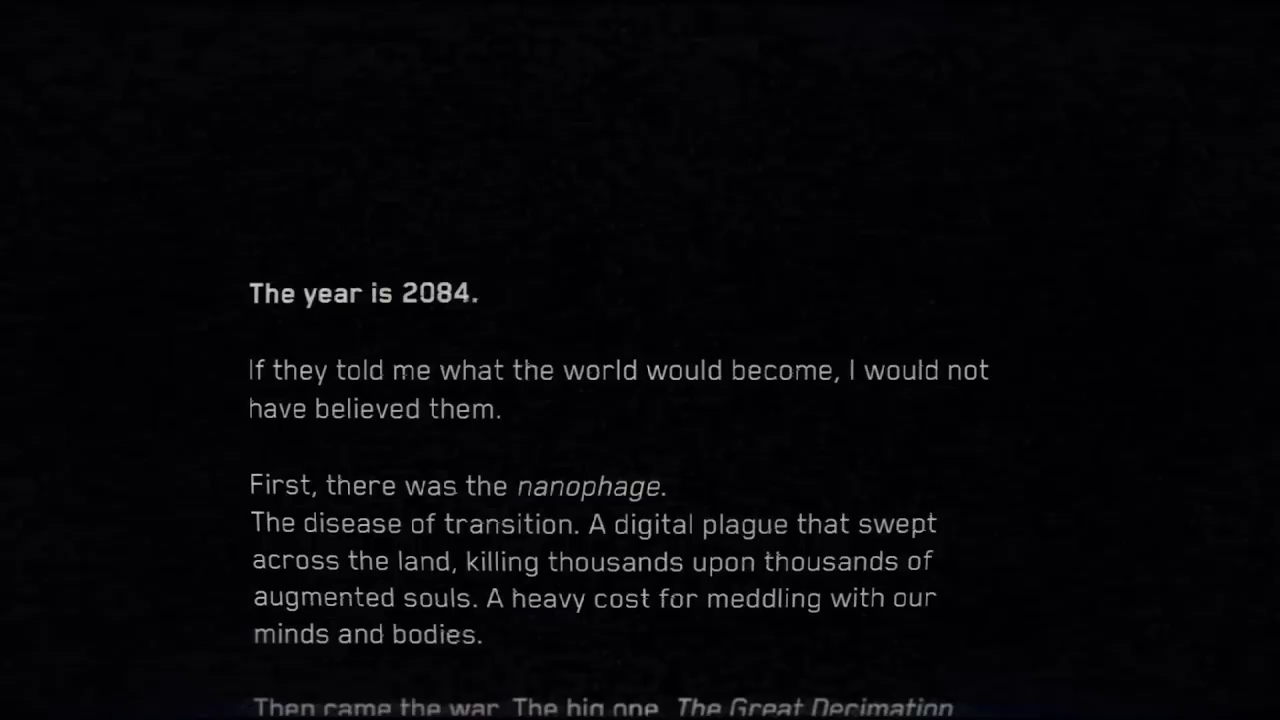 The year is 2084.
If they told me what the world would become, I would not
have believed them.
First, there was the nanophage.
The disease of transition. A digital plague that swept
across the land, killing thousands upon thousands of
augmented souls. A heavy cost for meddling with our
minds and bodies.
Then came the war. The big one. The Great Decimation